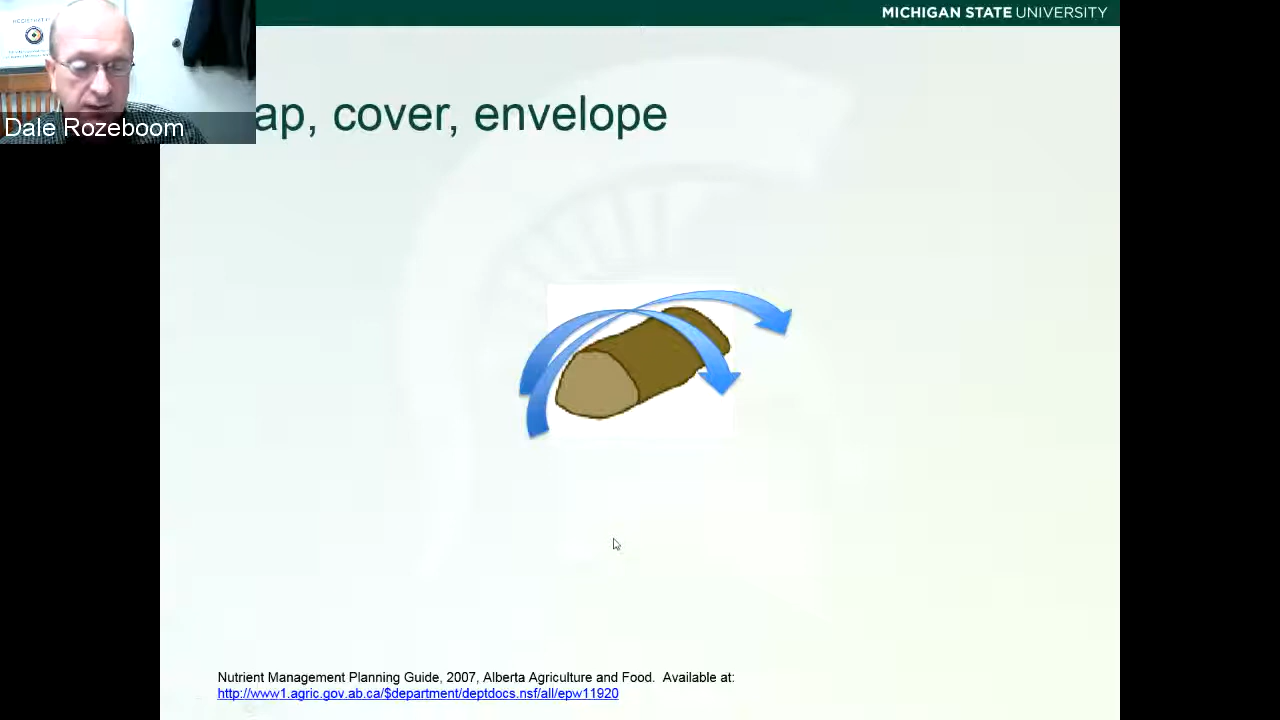 MICHIGAN STATE UNIVERSITY
ap, cover, envelope
Dale Rozeboom
Nutrient Management Planning Guide, 2007, Alberta Agriculture and Food. Available at:
http://www1.agric.gov.ab.ca/$department/deptdocs.nsf/all/epw11920